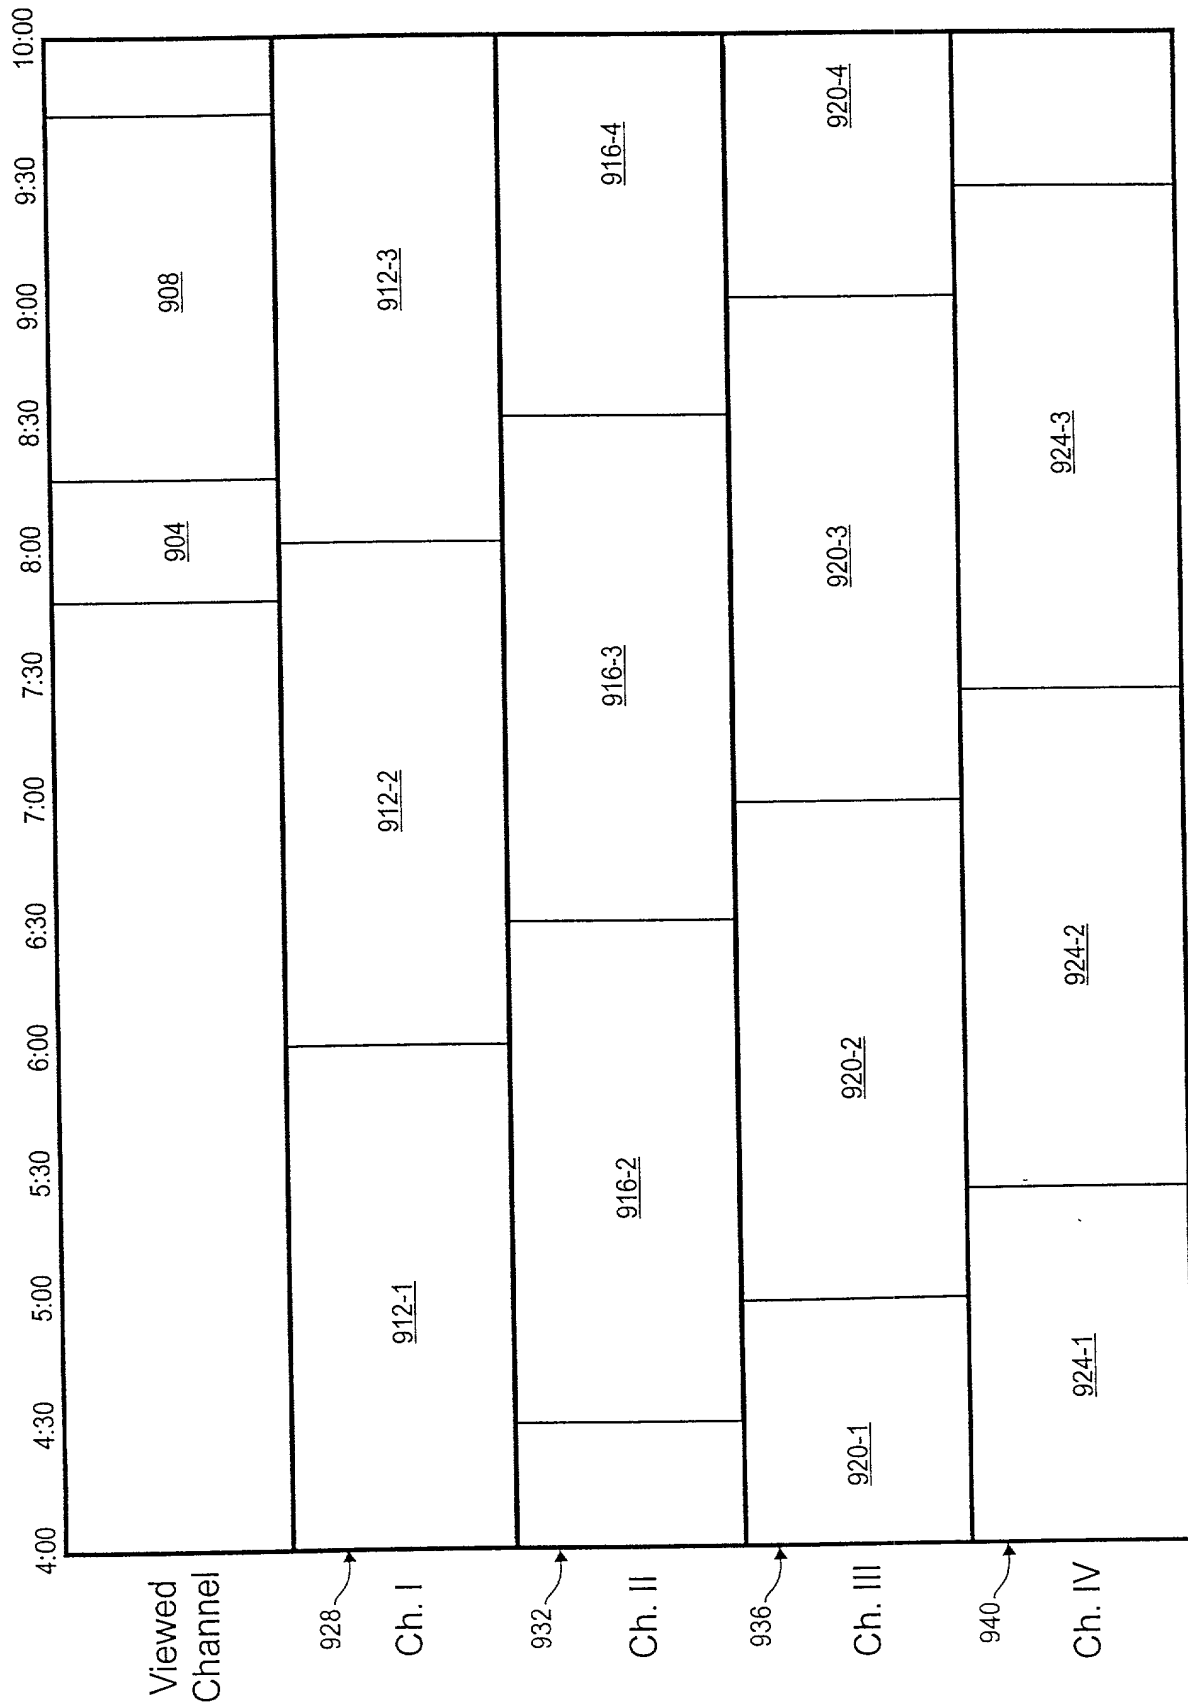 4:00 4:30 5:00 5:30 6:00 6:30 7:00 7:30 8:00 8:30 9:00 9:30 10:00
Viewed
Channel
904 908
928
Ch. I
912-1 912-2 912-3
932
Ch. II
916-2 916-3 916-4
936
Ch. III
920-1 920-2 920-3 920-4
940
Ch. IV
924-1 924-2 924-3